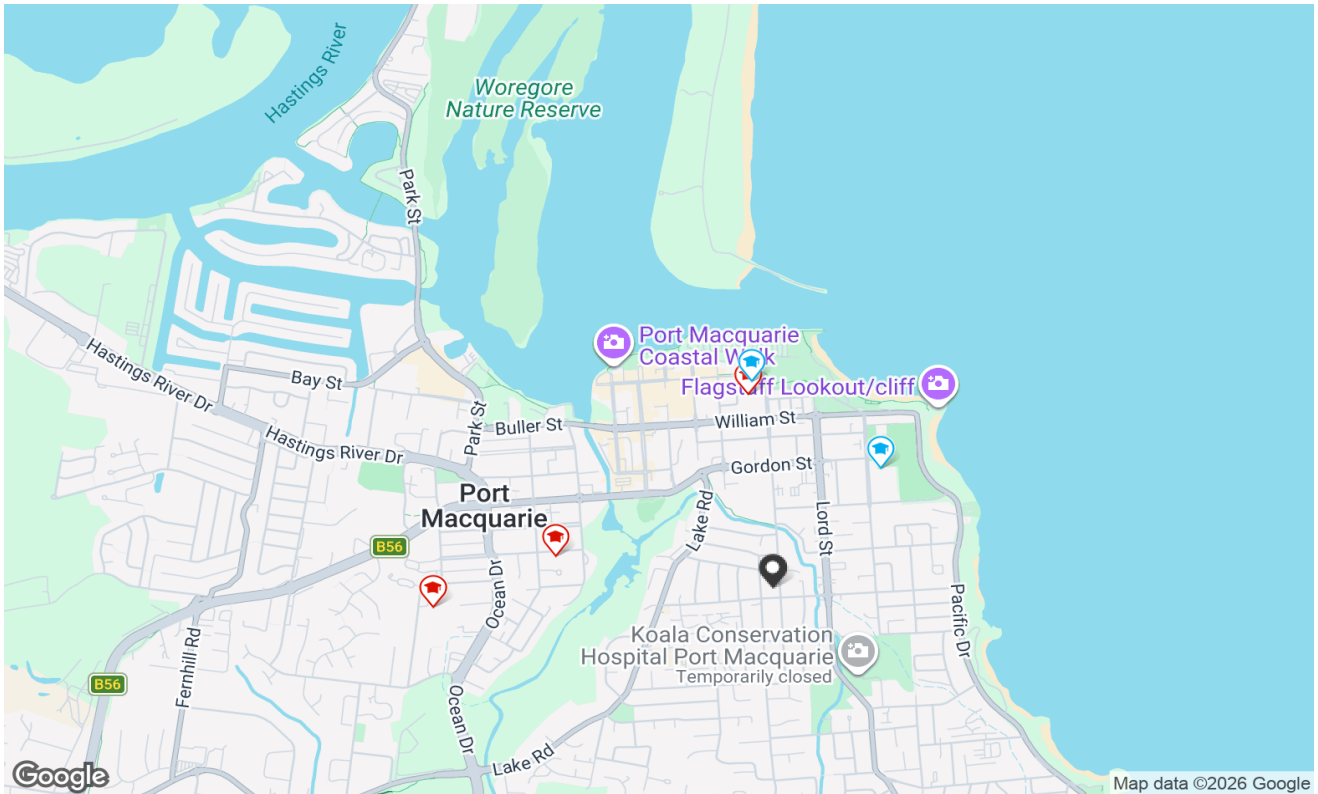 Hastings River
Woregore
Nature Reserve
Park St
Port Macquarie
Coastal Walk
Flagstaff Lookout/cliff
Hastings River Dr
Bay St
Park St
Buller St
William St
Hastings River Dr
Gordon St
Port
Macquarie
Lake Rd
Lord St
B56
Ocean Dr
Pacific Dr
Koala Conservation
Hospital Port Macquarie
Temporarily closed
Fernhill Rd
B56
Ocean Dr
Lake Rd
Google
Map data ©2026 Google